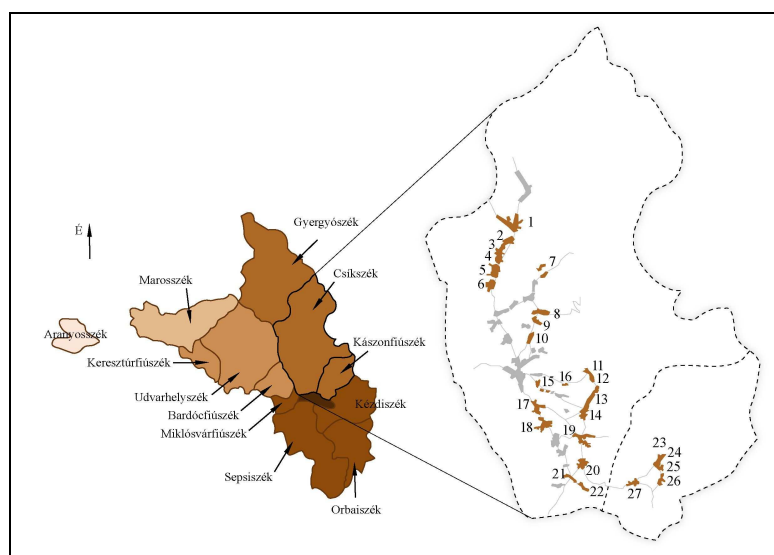 Gyergyószék
É
Csíkszék
Marosszék
Aranyosszék
Kászonfiúszék
Keresztúrfiúszék
Udvarhelyszék
Bardócfiúszék
Kézdiszék
Miklósvárfiúszék
Sepsiszék
Orbaiszék
1
2
3
4
5
6
7
8
9
10
11
12
13
14
15
16
17
18
19
20
21
22
23
24
25
26
27